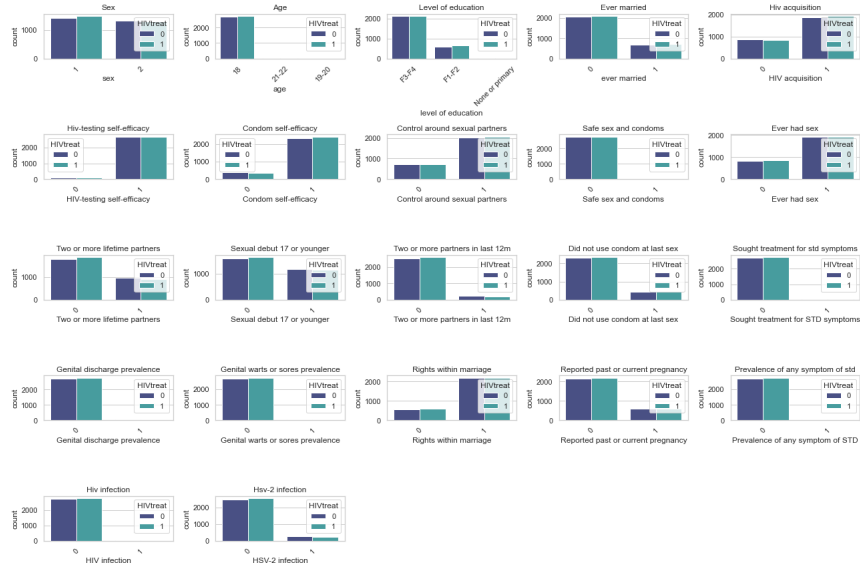 Sex
count
1000
0
HIVtreat
0
1
1
2
sex
Age
count
2000
0
HIVtreat
0
1
18
21-22
19-20
age
Level of education
count
2000
1000
0
HIVtreat
0
1
F3-F4
F1-F2
None or primary
level of education
Ever married
count
2000
1000
0
HIVtreat
0
1
0
1
ever married
Hiv acquisition
count
1000
0
HIVtreat
0
1
0
1
HIV acquisition
Hiv-testing self-efficacy
count
2000
0
HIVtreat
0
1
0
1
HIV-testing self-efficacy
Condom self-efficacy
count
2000
0
HIVtreat
0
1
0
1
Condom self-efficacy
Control around sexual partners
count
2000
1000
0
HIVtreat
0
1
0
1
Control around sexual partners
Safe sex and condoms
count
2000
0
HIVtreat
0
1
0
1
Safe sex and condoms
Ever had sex
count
1000
0
HIVtreat
0
1
0
1
Ever had sex
Two or more lifetime partners
count
1000
0
HIVtreat
0
1
0
1
Two or more lifetime partners
Sexual debut 17 or younger
count
1000
0
HIVtreat
0
1
0
1
Sexual debut 17 or younger
Two or more partners in last 12m
count
2000
1000
0
HIVtreat
0
1
0
1
Two or more partners in last 12m
Did not use condom at last sex
count
2000
1000
0
HIVtreat
0
1
0
1
Did not use condom at last sex
Sought treatment for std symptoms
count
2000
1000
0
HIVtreat
0
1
0
1
Sought treatment for STD symptoms
Genital discharge prevalence
count
2000
1000
0
HIVtreat
0
1
0
1
Genital discharge prevalence
Genital warts or sores prevalence
count
2000
1000
0
HIVtreat
0
1
0
1
Genital warts or sores prevalence
Rights within marriage
count
2000
1000
0
HIVtreat
0
1
0
1
Rights within marriage
Reported past or current pregnancy
count
2000
1000
0
HIVtreat
0
1
0
1
Reported past or current pregnancy
Prevalence of any symptom of std
count
2000
1000
0
HIVtreat
0
1
0
1
Prevalence of any symptom of STD
Hiv infection
count
2000
1000
0
HIVtreat
0
1
0
1
HIV infection
Hsv-2 infection
count
2000
1000
0
HIVtreat
0
1
0
1
HSV-2 infection